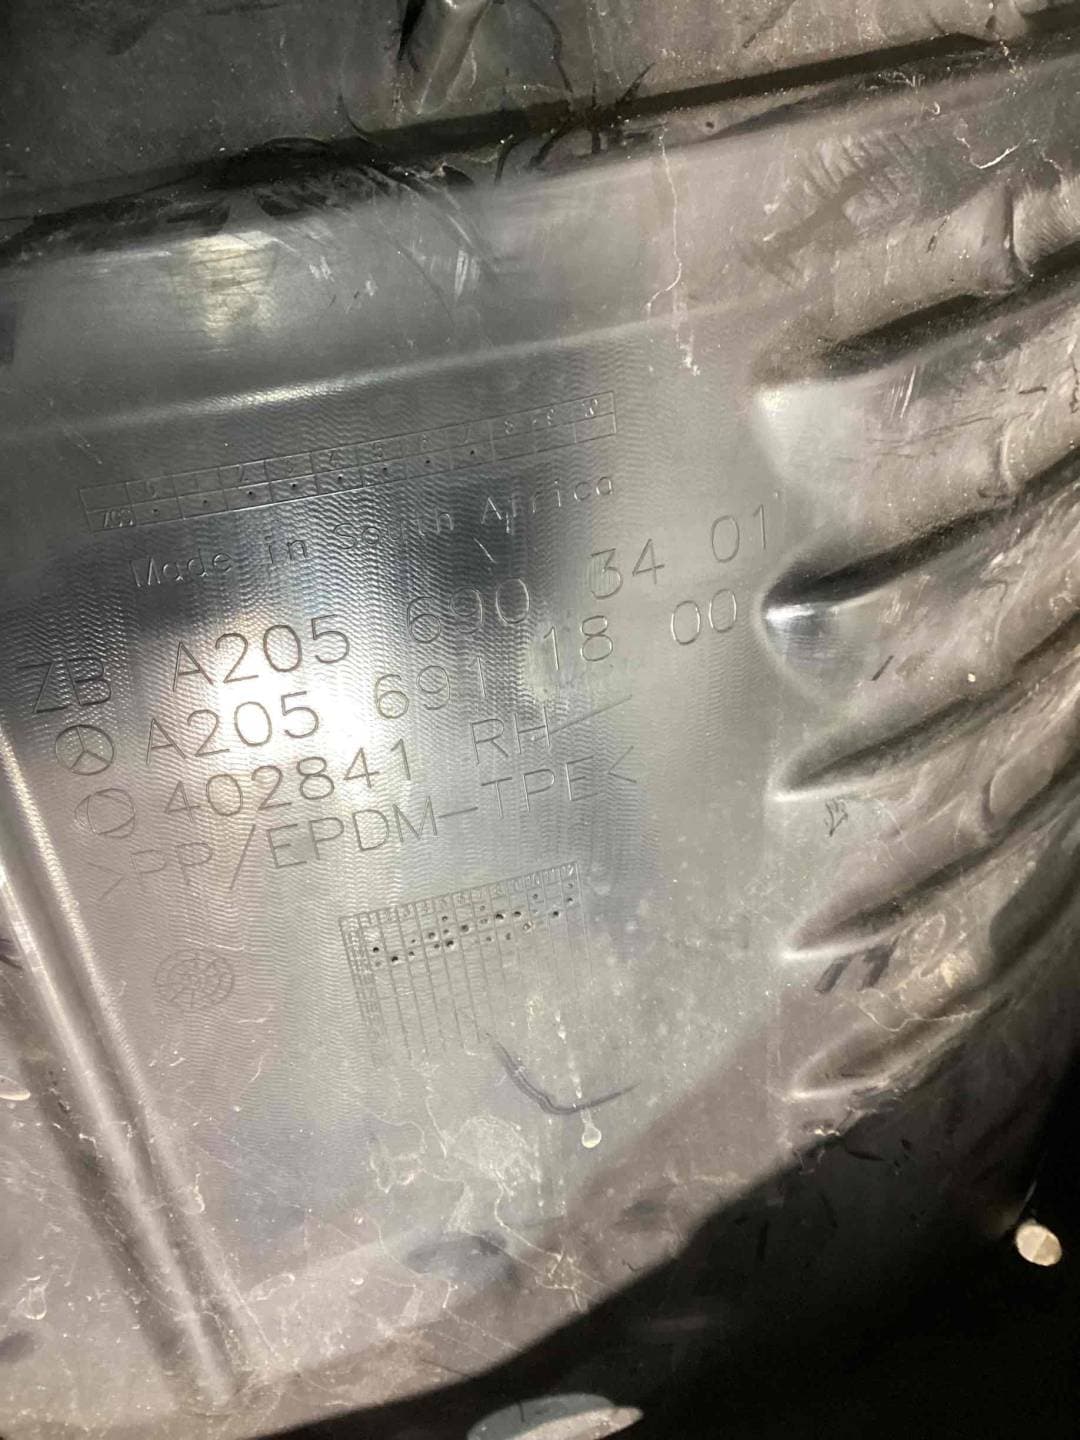 Made in South Africa
ZB A205 690 34 01
A205 691 18 00
402841 RH
>PP/EPDM-TPE<